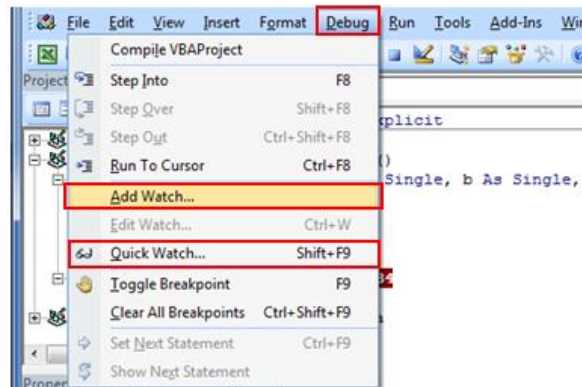 File Edit View Insert Format Debug Run Tools Add-Ins
Compile VBAProject
Project
Step Into F8
Step Over Shift+F8
plicit
Step Out Ctrl+Shift+F8
()
Run To Cursor Ctrl+F8
Single, b As Single,
Add Watch...
Edit Watch... Ctrl+W
Quick Watch... Shift+F9
Toggle Breakpoint F9
Clear All Breakpoints Ctrl+Shift+F9
Set Next Statement Ctrl+F9
Show Next Statement
Proper